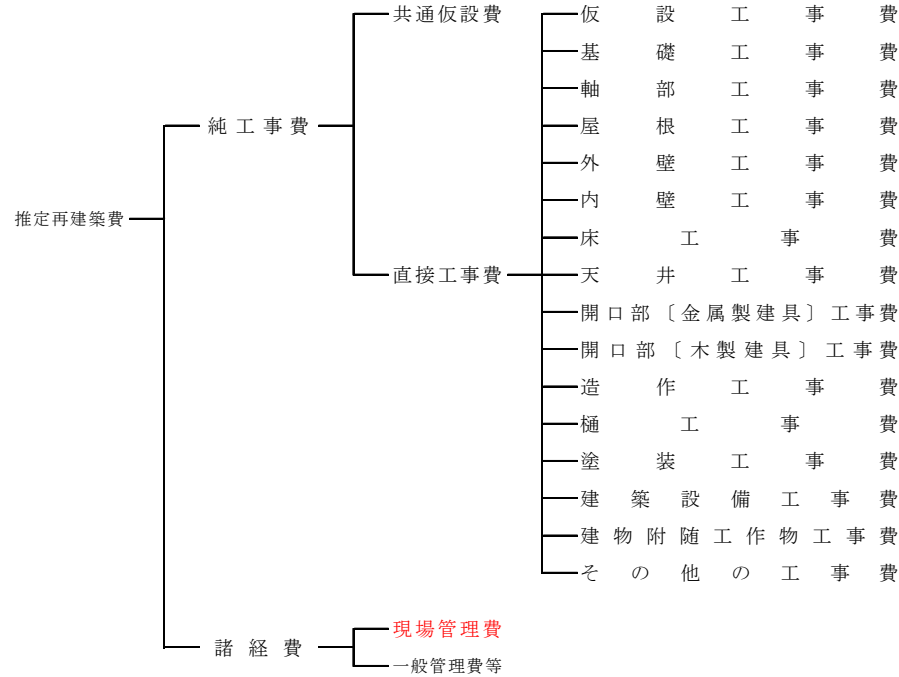 共通仮設費
仮設工事費
基礎工事費
軸部工事費
純工事費
屋根工事費
外壁工事費
内壁工事費
推定再建築費
床工事費
直接工事費
天井工事費
開口部〔金属製建具〕工事費
開口部〔木製建具〕工事費
造作工事費
樋工事費
塗装工事費
建築設備工事費
建物附随工作物工事費
その他の工事費
現場管理費
諸経費
一般管理費等